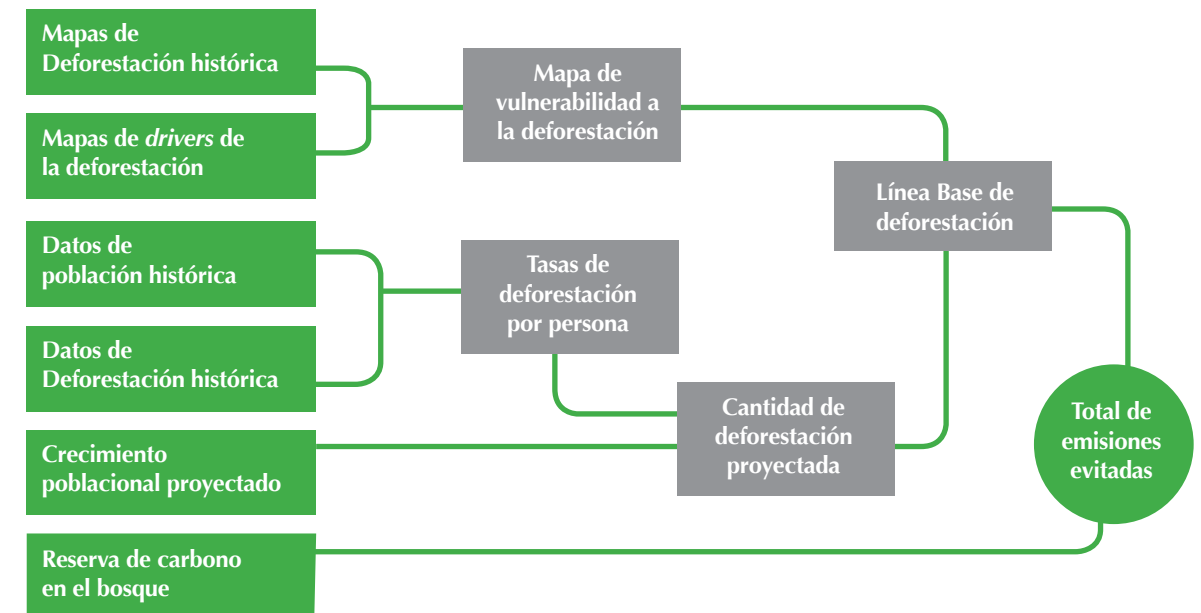 Mapas de
Deforestación histórica
Mapas de drivers de
la deforestación
Datos de
población histórica
Datos de
Deforestación histórica
Crecimiento
poblacional proyectado
Reserva de carbono
en el bosque
Mapa de
vulnerabilidad a
la deforestación
Tasas de
deforestación
por persona
Cantidad de
deforestación
proyectada
Línea Base de
deforestación
Total de
emisiones
evitadas